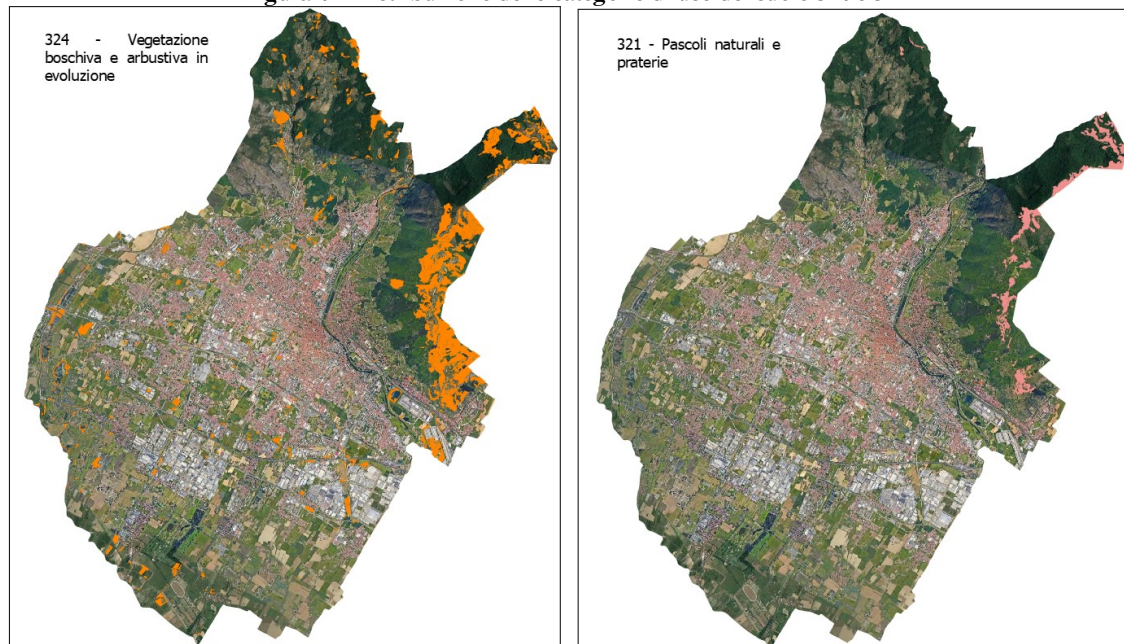 324 - Vegetazione
boschiva e arbustiva in
evoluzione
321 - Pascoli naturali e
praterie